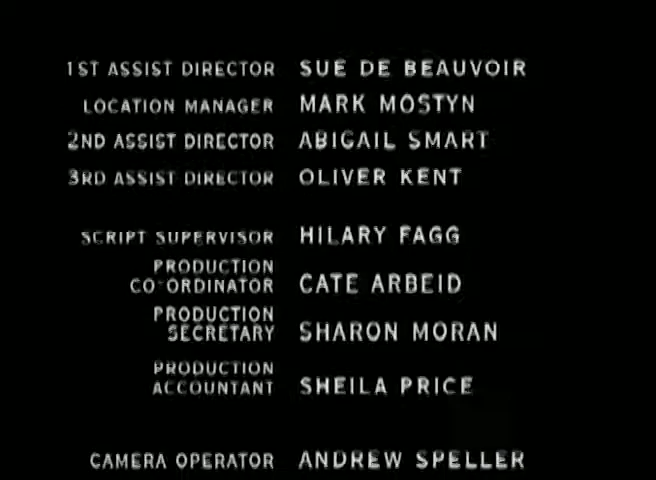 1ST ASSIST DIRECTOR SUE DE BEAUVOIR
LOCATION MANAGER MARK MOSTYN
2ND ASSIST DIRECTOR ABIGAIL SMART
3RD ASSIST DIRECTOR OLIVER KENT
SCRIPT SUPERVISOR HILARY FAGG
PRODUCTION
CO-ORDINATOR CATE ARBEID
PRODUCTION
SECRETARY SHARON MORAN
PRODUCTION
ACCOUNTANT SHEILA PRICE
CAMERA OPERATOR ANDREW SPELLER